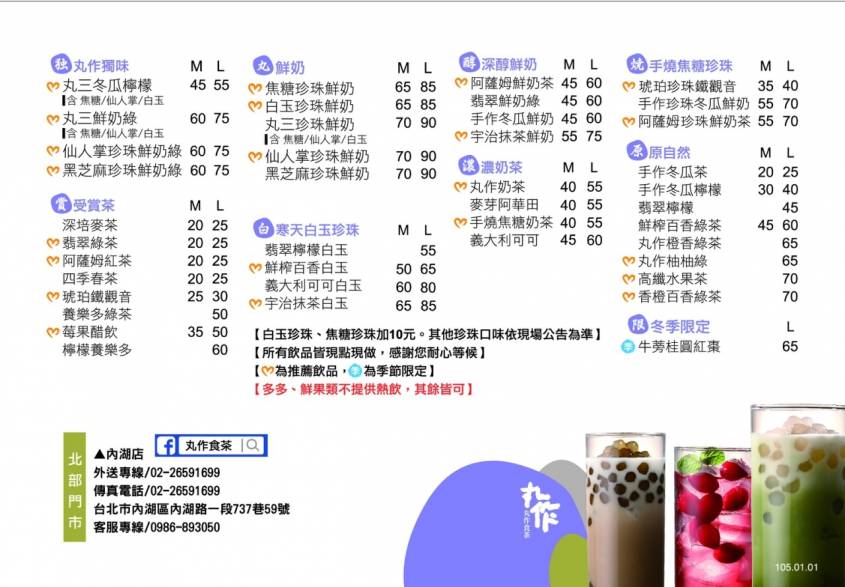 独 丸作獨味 M L
丸三冬瓜檸檬 45 55
含 焦糖/仙人掌/白玉
丸三鮮奶綠 60 75
含 焦糖/仙人掌/白玉
仙人掌珍珠鮮奶綠 60 75
黑芝麻珍珠鮮奶綠 60 75
賞 受賞茶 M L
深培麥茶 20 25
翡翠綠茶 20 25
阿薩姆紅茶 20 25
四季春茶 20 25
琥珀鐵觀音 25 30
養樂多綠茶 50
莓果醋飲 35 50
檸檬養樂多 60
丸 鮮奶 M L
焦糖珍珠鮮奶 65 85
白玉珍珠鮮奶 65 85
丸三珍珠鮮奶 70 90
含 焦糖/仙人掌/白玉
仙人掌珍珠鮮奶 70 90
黑芝麻珍珠鮮奶 70 90
白 寒天白玉珍珠 M L
翡翠檸檬白玉 55
鮮榨百香白玉 50 65
義大利可可白玉 60 80
宇治抹茶白玉 65 85
醇 深醇鮮奶 M L
阿薩姆鮮奶茶 45 60
翡翠鮮奶綠 45 60
手作冬瓜鮮奶 45 60
宇治抹茶鮮奶 55 75
濃 濃奶茶 M L
丸作奶茶 40 55
麥芽阿華田 40 55
手燒焦糖奶茶 40 55
義大利可可 45 60
燒 手燒焦糖珍珠 M L
琥珀珍珠鐵觀音 35 40
手作珍珠冬瓜鮮奶 55 70
阿薩姆珍珠鮮奶茶 55 70
原 原自然 M L
手作冬瓜茶 20 25
手作冬瓜檸檬 30 40
翡翠檸檬 45
鮮榨百香綠茶 45 60
丸作橙香綠茶 65
丸作柚柚綠 65
高纖水果茶 70
香橙百香綠茶 70
限 冬季限定 L
季 牛蒡桂圓紅棗 65
【白玉珍珠、焦糖珍珠加10元。其他珍珠口味依現場公告為準】
【所有飲品皆現點現做，感謝您耐心等候】
【為推薦飲品，季為季節限定】
【多多、鮮果類不提供熱飲，其餘皆可】
北部門市
▲內湖店
f 丸作食茶
外送專線/02-26591699
傳真電話/02-26591699
台北市內湖區內湖路一段737巷59號
客服專線/0986-893050
丸作
丸作食茶
105.01.01